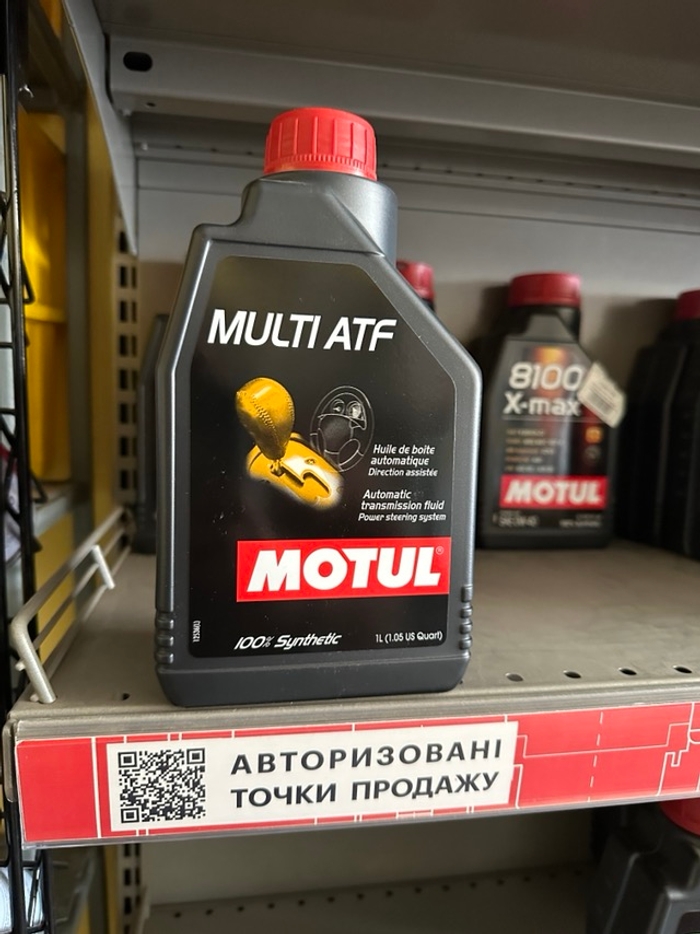 MULTI ATF
Huile de boîte
automatique
Direction assistée
Automatic
transmission fluid
Power steering system
MOTUL®
100% Synthetic
1L (1.05 US Quart)
8100
X-max
MOTUL
АВТОРИЗОВАНІ
ТОЧКИ ПРОДАЖУ